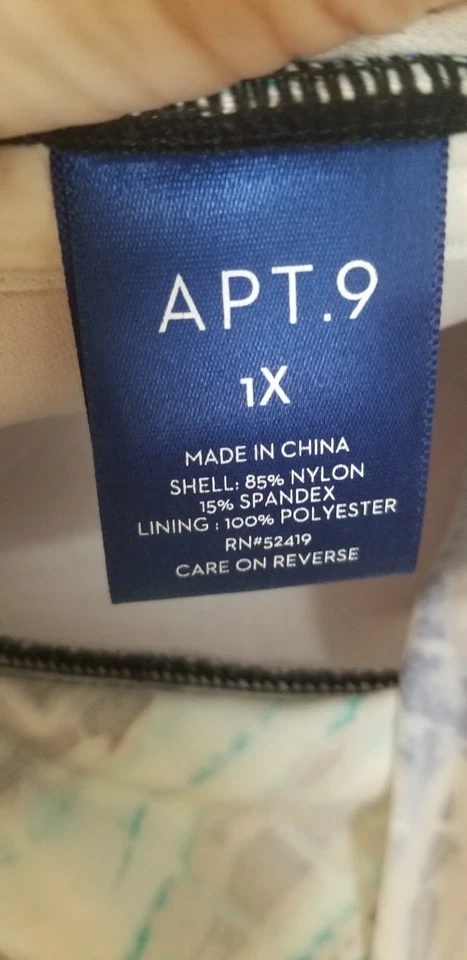 APT.9
1X
MADE IN CHINA
SHELL: 85% NYLON
15% SPANDEX
LINING : 100% POLYESTER
RN#52419
CARE ON REVERSE